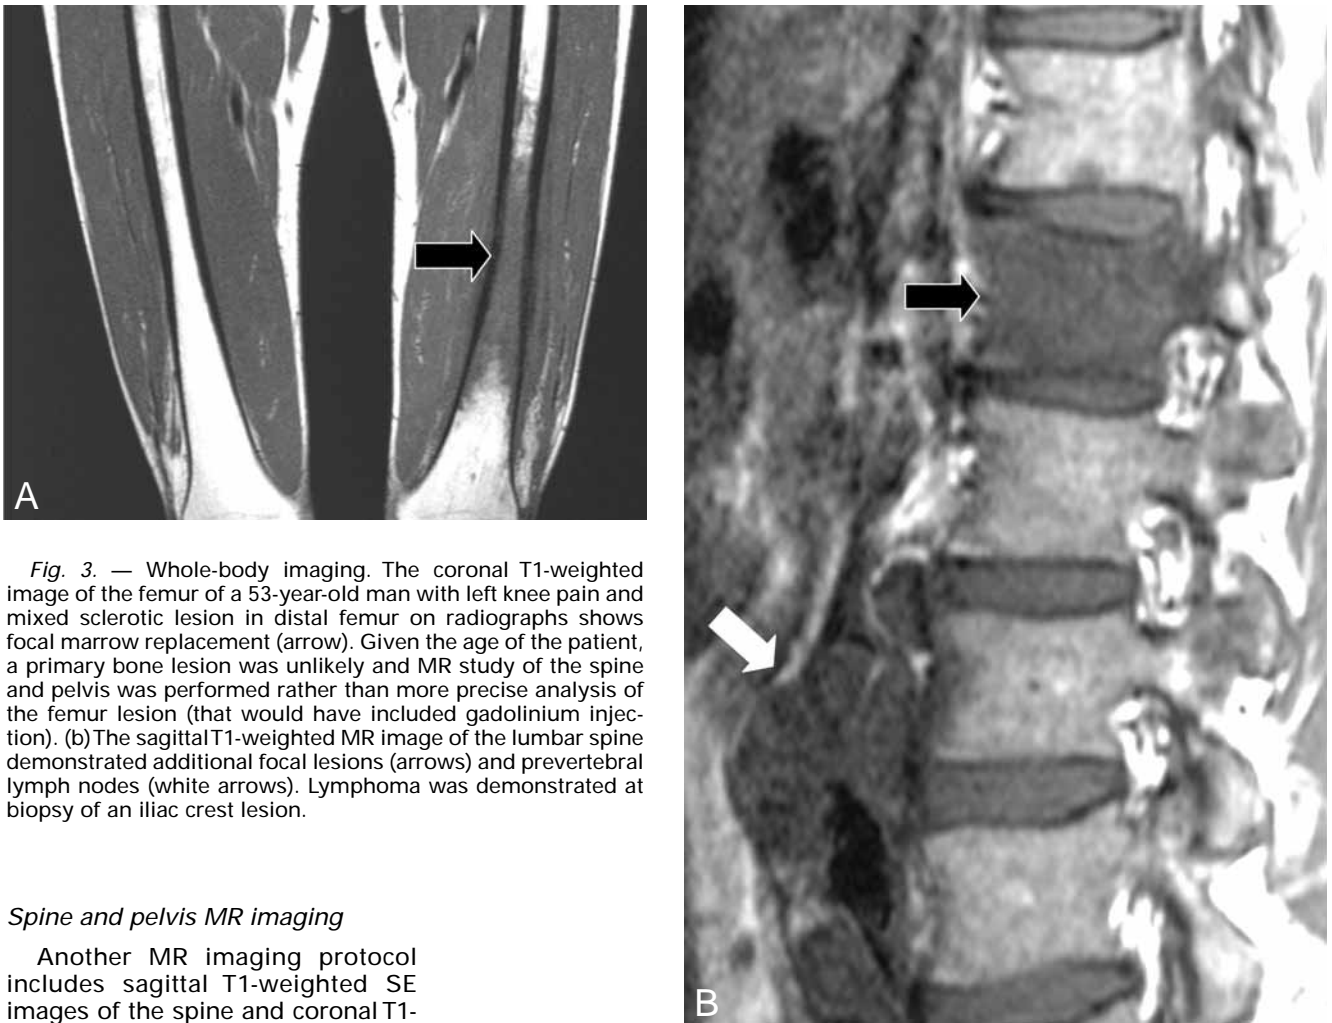 A
Fig. 3. — Whole-body imaging. The coronal T1-weighted
image of the femur of a 53-year-old man with left knee pain and
mixed sclerotic lesion in distal femur on radiographs shows
focal marrow replacement (arrow). Given the age of the patient,
a primary bone lesion was unlikely and MR study of the spine
and pelvis was performed rather than more precise analysis of
the femur lesion (that would have included gadolinium injec-
tion). (b) The sagittal T1-weighted MR image of the lumbar spine
demonstrated additional focal lesions (arrows) and prevertebral
lymph nodes (white arrows). Lymphoma was demonstrated at
biopsy of an iliac crest lesion.
Spine and pelvis MR imaging
Another MR imaging protocol
includes sagittal T1-weighted SE
images of the spine and coronal T1-
B